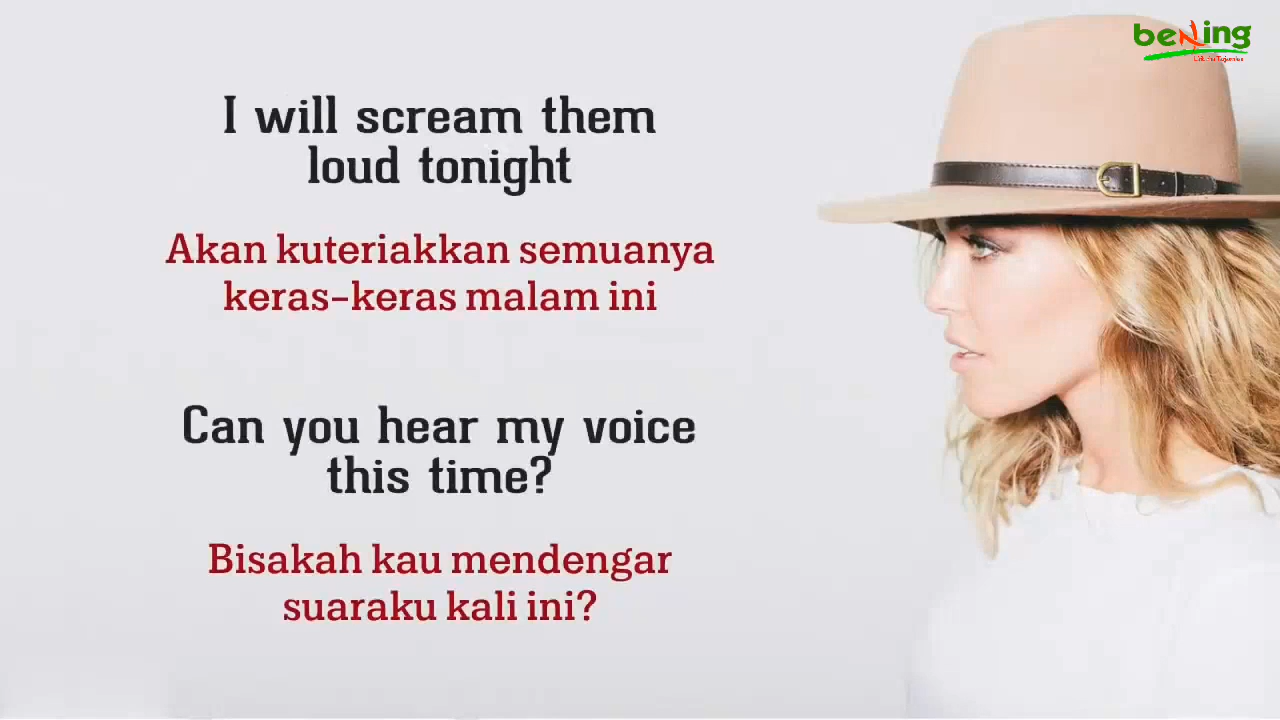 beNing
I will scream them
loud tonight
Akan kuteriakkan semuanya
keras-keras malam ini
Can you hear my voice
this time?
Bisakah kau mendengar
suaraku kali ini?